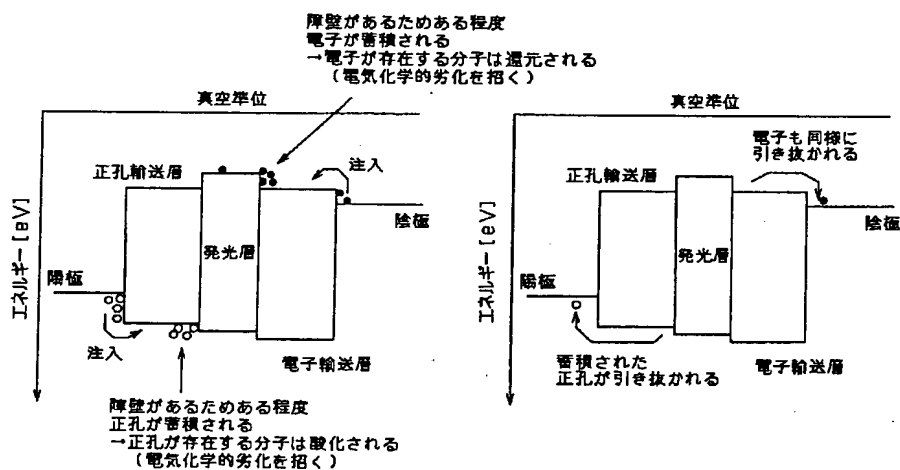 障壁があるためある程度
電子が蓄積される
→電子が存在する分子は還元される
（電気化学的劣化を招く）
真空準位
注入
正孔輸送層
陰極
発光層
陽極
エネルギー[eV]
注入
電子輸送層
障壁があるためある程度
正孔が蓄積される
→正孔が存在する分子は酸化される
（電気化学的劣化を招く）
真空準位
電子も同様に
引き抜かれる
正孔輸送層
陰極
発光層
陽極
エネルギー[eV]
蓄積された
正孔が引き抜かれる
電子輸送層